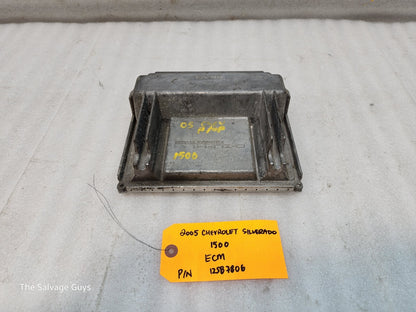 05
1500
2005 CHEVROLET SILVERADO
1500
ECM
P/N 12587806
The Salvage Guys